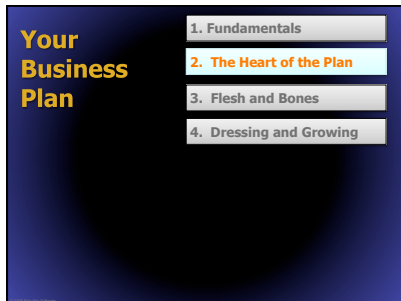 Your
Business
Plan
1. Fundamentals
2. The Heart of the Plan
3. Flesh and Bones
4. Dressing and Growing